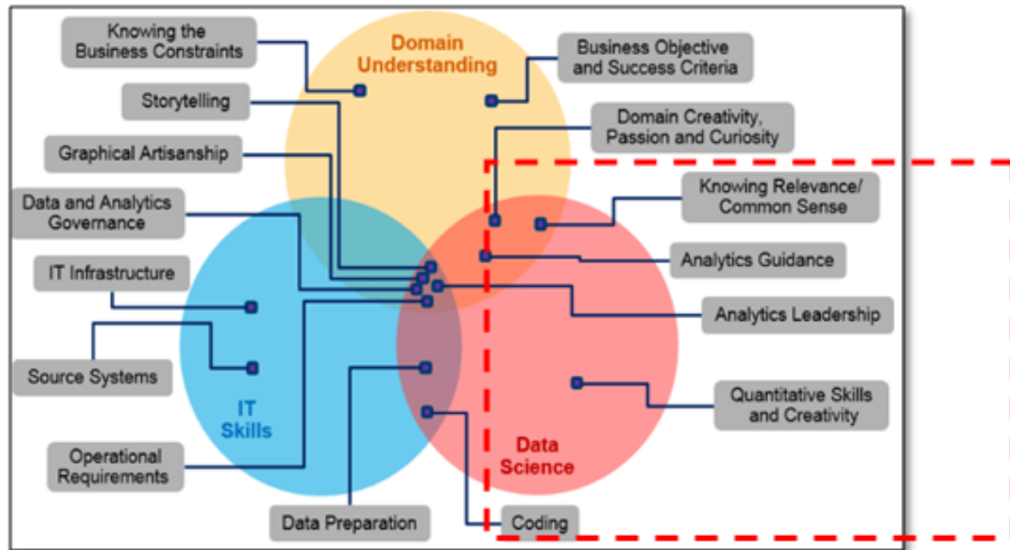 Knowing the
Business Constraints
Domain
Understanding
Business Objective
and Success Criteria
Storytelling
Domain Creativity,
Passion and Curiosity
Graphical Artisanship
Knowing Relevance/
Common Sense
Data and Analytics
Governance
Analytics Guidance
IT Infrastructure
Analytics Leadership
Source Systems
Quantitative Skills
and Creativity
IT
Skills
Data
Science
Operational
Requirements
Data Preparation
Coding